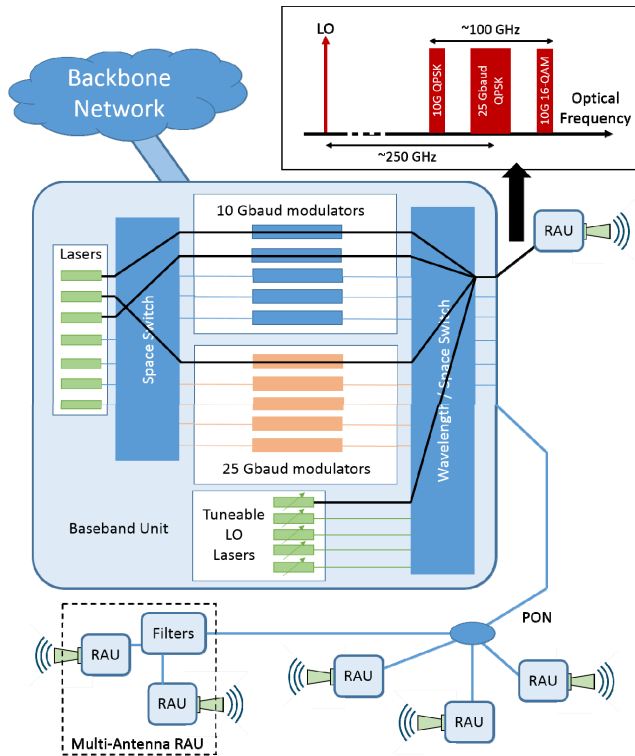 ~100 GHz
LO
10G QPSK
25 Gbaud
QPSK
10G 16-QAM
Optical
Frequency
~250 GHz
Backbone
Network
10 Gbaud modulators
RAU
Lasers
Space Switch
Wavelength / Space Switch
25 Gbaud modulators
Tuneable
LO
Lasers
Baseband Unit
PON
Filters
RAU
RAU
RAU
RAU
RAU
Multi-Antenna RAU